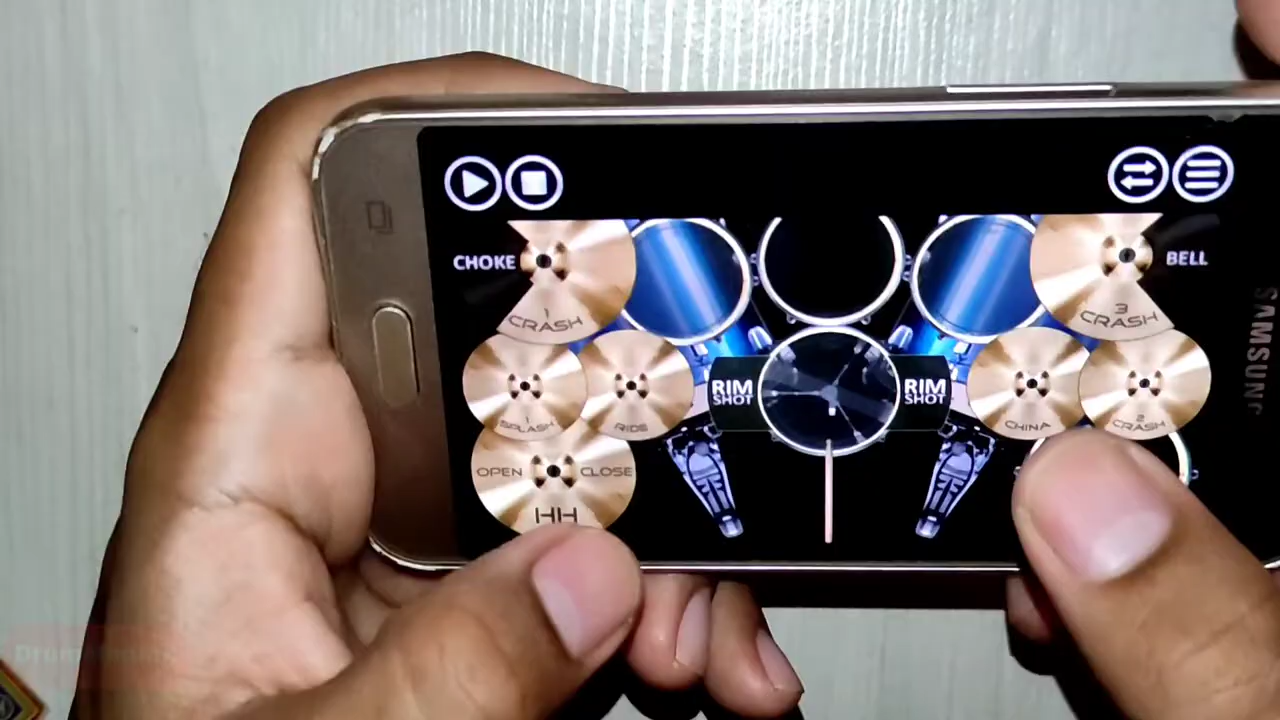 CHOKE
BELL
1
CRASH
3
CRASH
RIM
SHOT
RIM
SHOT
1
SPLASH
RIDE
CHINA
2
CRASH
OPEN
CLOSE
HH
SAMSUNG